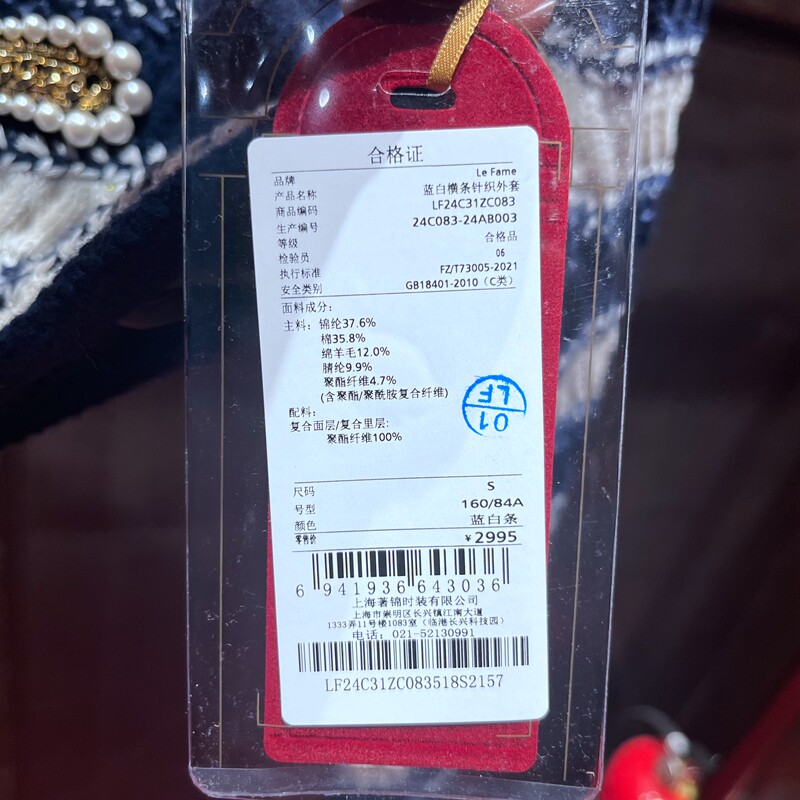 合格证
品牌 Le Fame
产品名称 蓝白横条针织外套
商品编码 LF24C31ZC083
生产编号 24C083-24AB003
等级 合格品
检验员 06
执行标准 FZ/T73005-2021
安全类别 GB18401-2010（C类）
面料成分：
主料：锦纶37.6%
棉35.8%
绵羊毛12.0%
腈纶9.9%
聚酯纤维4.7%
(含聚酯/聚酰胺复合纤维)
配料：
复合面层/复合里层:
聚酯纤维100%
01
LF
尺码 S
号型 160/84A
颜色 蓝白条
零售价 ¥2995
6 941936 643036
上海著锦时装有限公司
上海市崇明区长兴镇江南大道
1333弄11号楼1083室（临港长兴科技园）
电话：021-52130991
LF24C31ZC083518S2157